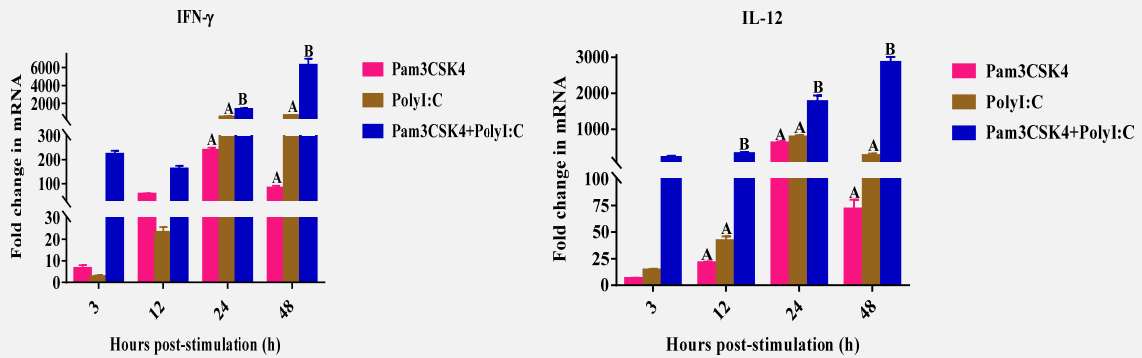 IFN-γ
Fold change in mRNA
6000
4000
2000
300
200
100
30
20
10
0
A
A
B
A
A
B
3
12
24
48
Hours post-stimulation (h)
Pam3CSK4
PolyI:C
Pam3CSK4+PolyI:C
IL-12
Fold change in mRNA
3000
2000
1000
100
75
50
25
0
A
A
B
A
A
B
A
A
B
3
12
24
48
Hours post-stimulation (h)
Pam3CSK4
PolyI:C
Pam3CSK4+PolyI:C